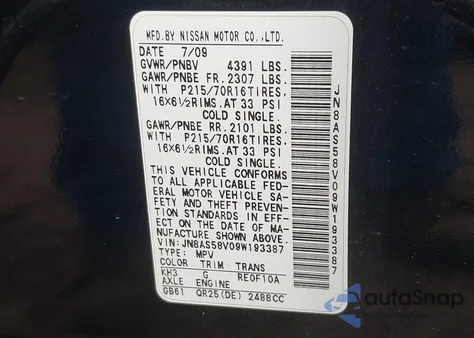 MFD.BY NISSAN MOTOR CO.,LTD.
DATE 7/09
GVWR/PNBV 4391 LBS.
GAWR/PNBE FR. 2307 LBS.
WITH P215/70R16TIRES,
16X6½RIMS.AT 33 PSI
COLD SINGLE.
GAWR/PNBE RR. 2101 LBS.
WITH P215/70R16TIRES,
16X6½RIMS.AT 33 PSI
COLD SINGLE.
THIS VEHICLE CONFORMS
TO ALL APPLICABLE FED-
ERAL MOTOR VEHICLE SA-
FETY AND THEFT PREVEN-
TION STANDARDS IN EFF-
ECT ON THE DATE OF MA-
NUFACTURE SHOWN ABOVE.
VIN: JN8AS58V09W193387
TYPE: MPV
COLOR TRIM TRANS
KH3 G RE0F10A
AXLE ENGINE
GB61 QR25(DE) 2488CC
JN8AS58V09W193387
autoSnap